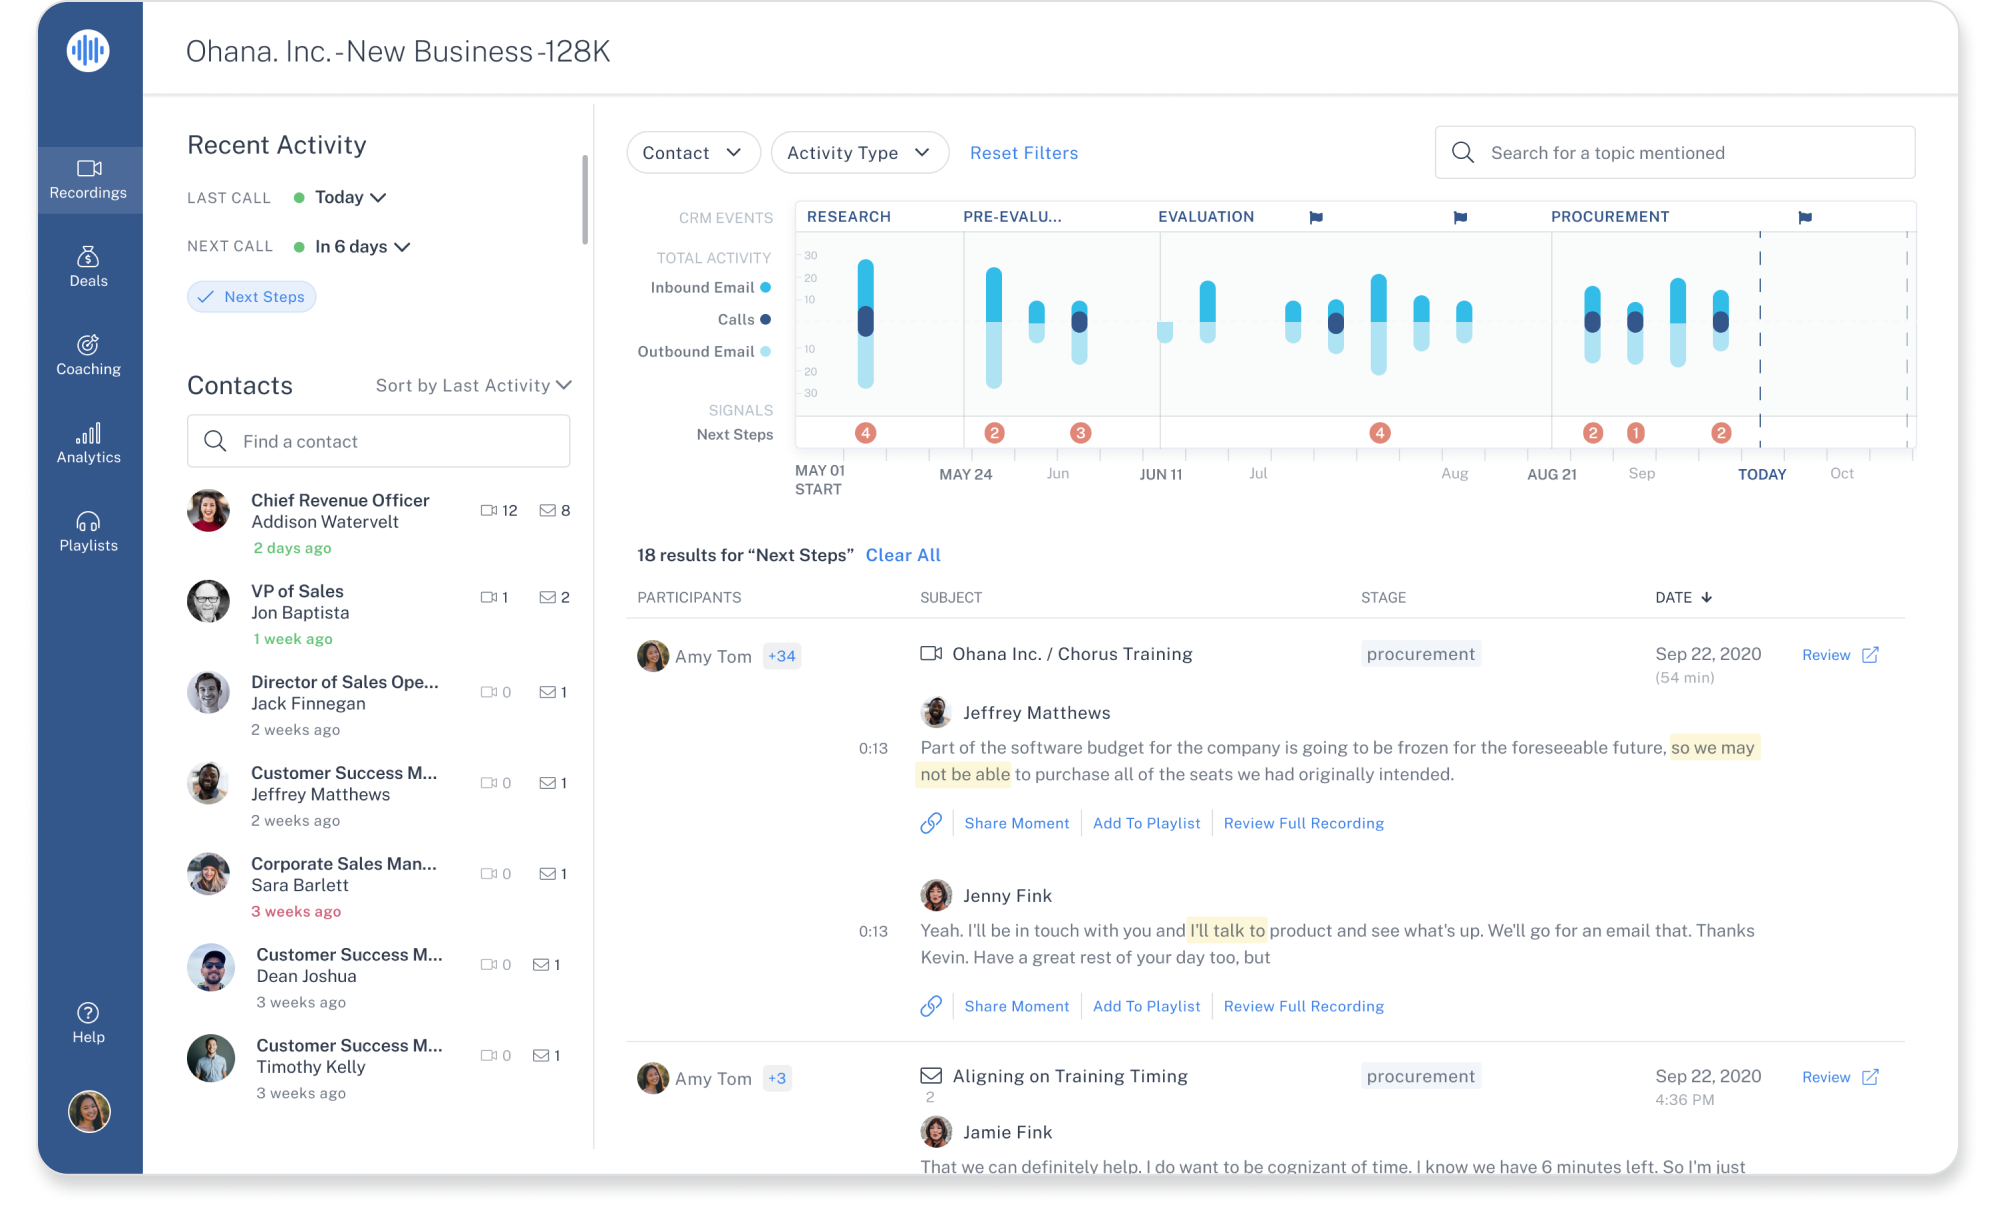 Ohana. Inc. - New Business -128K
Recordings
Deals
Coaching
Analytics
Playlists
Help
Recent Activity
LAST CALL Today
NEXT CALL In 6 days
Next Steps
Contacts Sort by Last Activity
Find a contact
Chief Revenue Officer
Addison Watervelt 12 8
2 days ago
VP of Sales
Jon Baptista 1 2
1 week ago
Director of Sales Ope...
Jack Finnegan 0 1
2 weeks ago
Customer Success M...
Jeffrey Matthews 0 1
2 weeks ago
Corporate Sales Man...
Sara Barlett 0 1
3 weeks ago
Customer Success M...
Dean Joshua 0 1
3 weeks ago
Customer Success M...
Timothy Kelly 0 1
3 weeks ago
Contact Activity Type Reset Filters Search for a topic mentioned
CRM EVENTS RESEARCH PRE-EVALU... EVALUATION PROCUREMENT
TOTAL ACTIVITY 30
20
Inbound Email
10
Calls
Outbound Email 10
20
30
SIGNALS
Next Steps 4 2 3 4 2 1 2
MAY 01 MAY 24 Jun JUN 11 Jul Aug AUG 21 Sep TODAY Oct
START
18 results for “Next Steps” Clear All
PARTICIPANTS SUBJECT STAGE DATE
Amy Tom +34 Ohana Inc. / Chorus Training procurement Sep 22, 2020 Review
(54 min)
Jeffrey Matthews
0:13 Part of the software budget for the company is going to be frozen for the foreseeable future, so we may
not be able to purchase all of the seats we had originally intended.
Share Moment Add To Playlist Review Full Recording
Jenny Fink
0:13 Yeah. I'll be in touch with you and I'll talk to product and see what's up. We'll go for an email that. Thanks
Kevin. Have a great rest of your day too, but
Share Moment Add To Playlist Review Full Recording
Amy Tom +3 Aligning on Training Timing procurement Sep 22, 2020 Review
2 4:36 PM
Jamie Fink
That we can definitely help. I do want to be cognizant of time. I know we have 6 minutes left. So I'm just